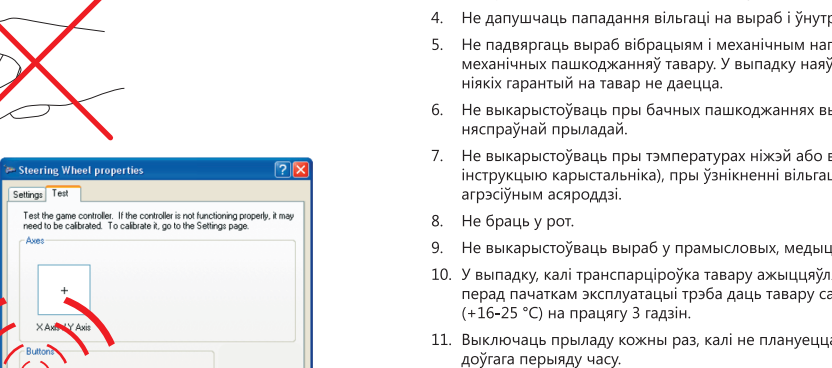 Steering Wheel properties
Settings Test
Test the game controller. If the controller is not functioning properly, it may
need to be calibrated. To calibrate it, go to the Settings page.
Axes
X Axis / Y Axis
Buttons
4. Не дапушчаць пападання вільгаці на выраб і ўнутр
5. Не падвяргаць выраб вібрацыям і механічным наг
механічных пашкоджанняў тавару. У выпадку наяў
ніякіх гарантый на тавар не даецца.
6. Не выкарыстоўваць пры бачных пашкоджаннях вы
няспраўнай прыладай.
7. Не выкарыстоўваць пры тэмпературах ніжэй або в
інструкцыю карыстальніка), пры ўзнікненні вільгац
агрэсіўным асяроддзі.
8. Не браць у рот.
9. Не выкарыстоўваць выраб у прамысловых, медыц
10. У выпадку, калі транспарціроўка тавару ажыццяўл
перад пачаткам эксплуатацыі трэба даць тавару са
(+16-25 °C) на працягу 3 гадзін.
11. Выключаць прыладу кожны раз, калі не плануецца
доўгага перыяду часу.